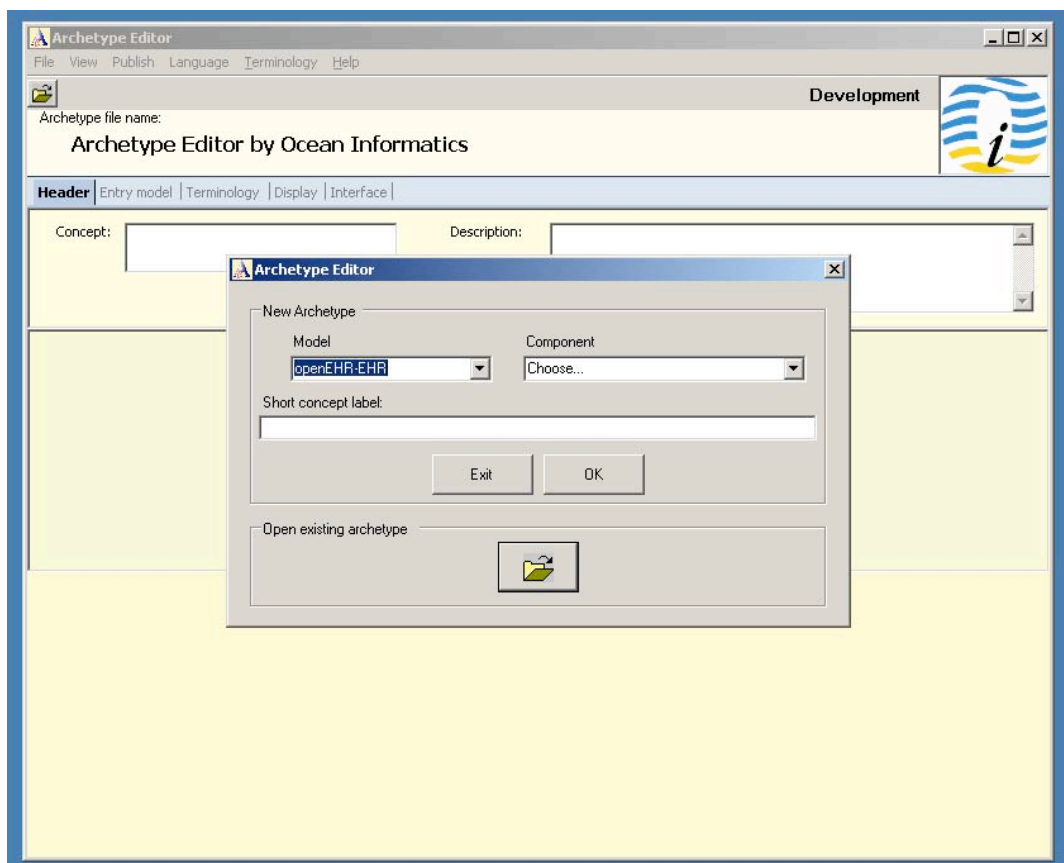 Archetype Editor
File View Publish Language Terminology Help
Development
Archetype file name:
Archetype Editor by Ocean Informatics
Header Entry model Terminology Display Interface
Concept: Description:
Archetype Editor
New Archetype
Model Component
openEHR-EHR Choose...
Short concept label:
Exit OK
Open existing archetype